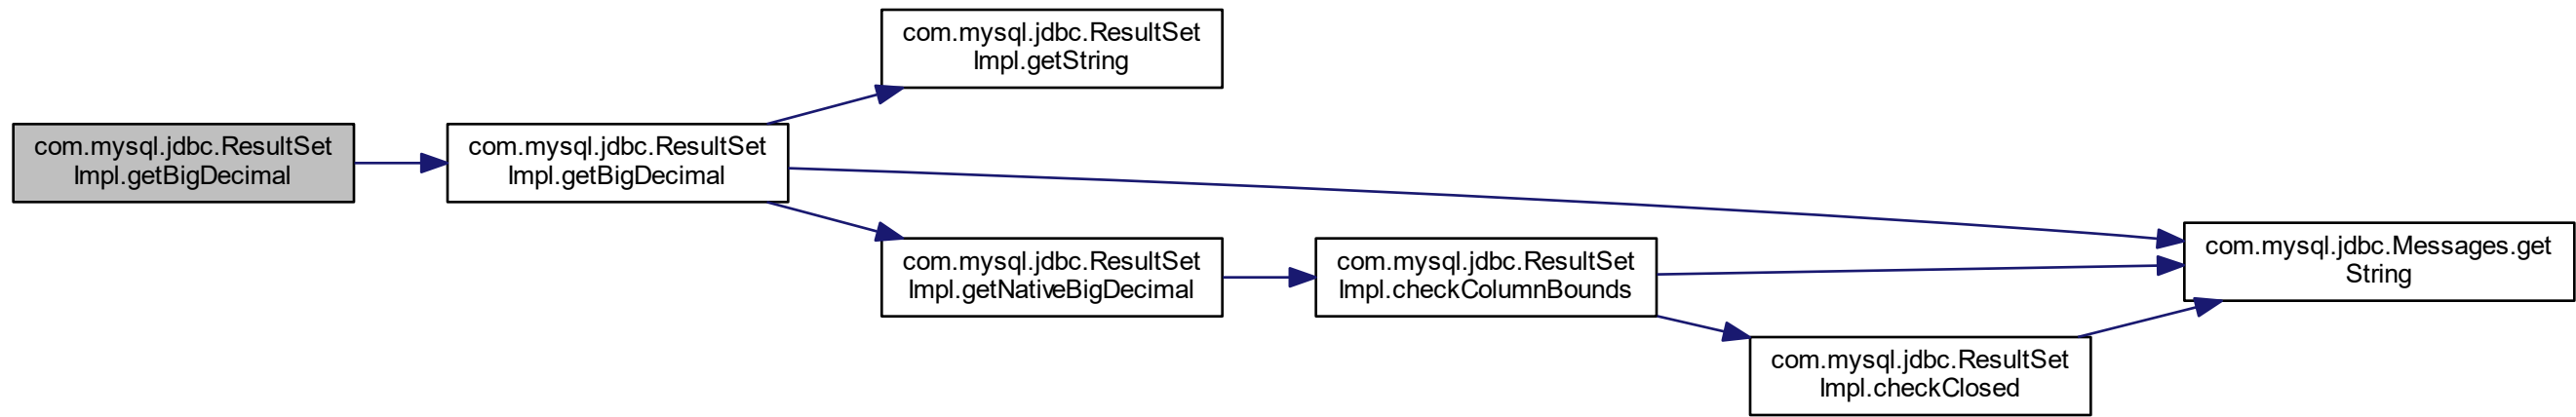 com.mysql.jdbc.ResultSet
Impl.getString
com.mysql.jdbc.ResultSet
Impl.getBigDecimal
com.mysql.jdbc.ResultSet
Impl.getBigDecimal
com.mysql.jdbc.ResultSet
Impl.getNativeBigDecimal
com.mysql.jdbc.ResultSet
Impl.checkColumnBounds
com.mysql.jdbc.Messages.get
String
com.mysql.jdbc.ResultSet
Impl.checkClosed